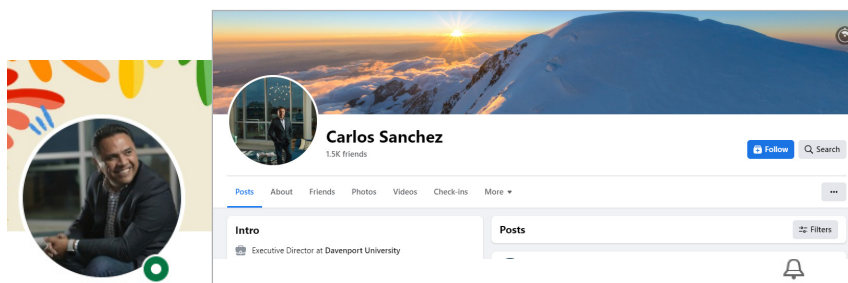 Carlos Sanchez
1.5K friends
Follow
Search
Posts About Friends Photos Videos Check-ins More
Intro
Executive Director at Davenport University
Posts
Filters